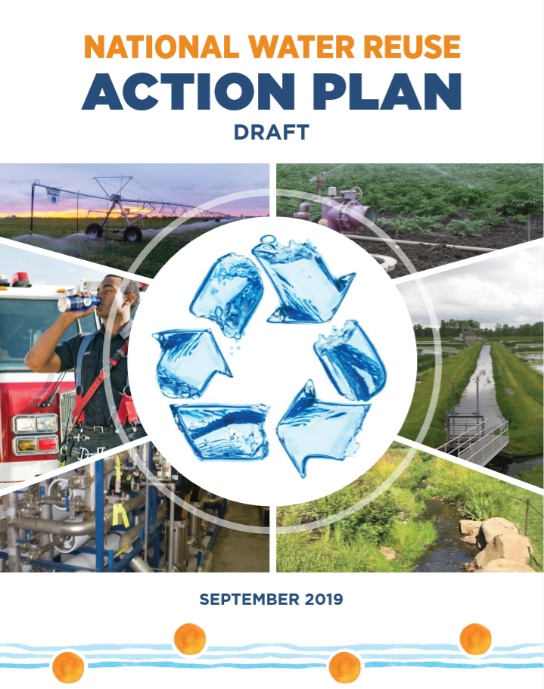 NATIONAL WATER REUSE
ACTION PLAN
DRAFT
SEPTEMBER 2019